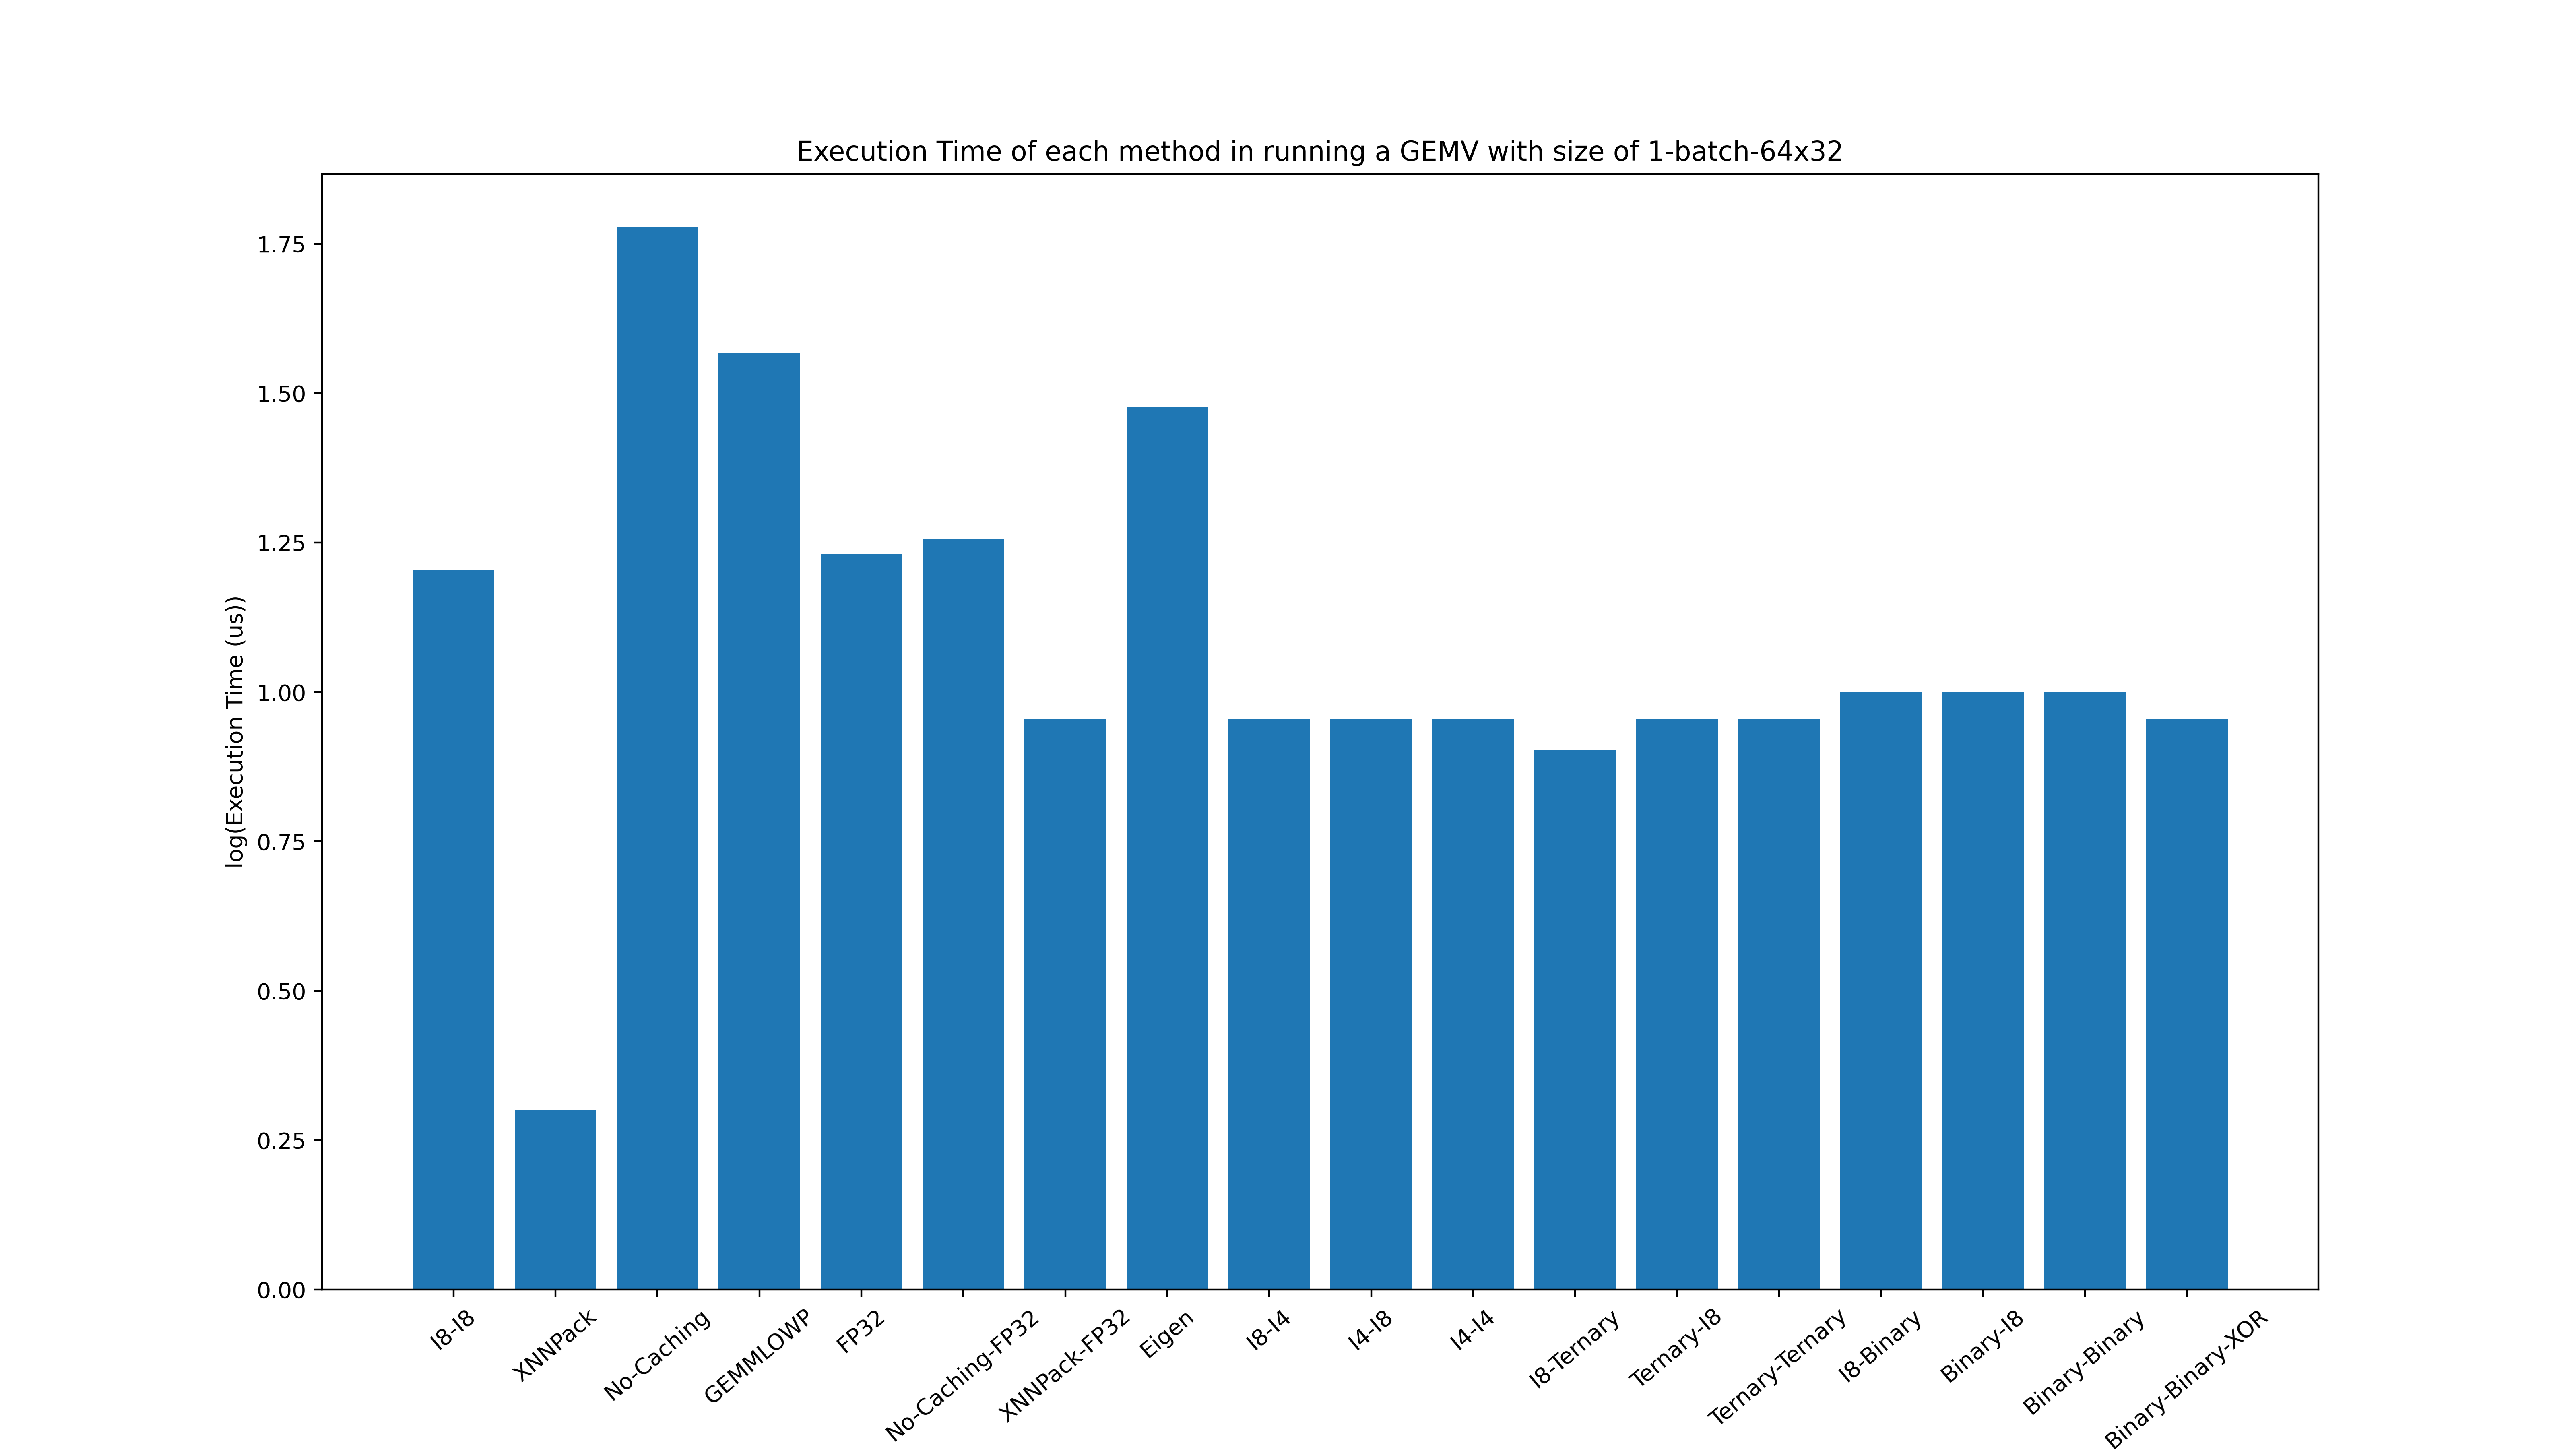 Execution Time of each method in running a GEMV with size of 1-batch-64x32
log(Execution Time (us))
1.75
1.50
1.25
1.00
0.75
0.50
0.25
0.00
I8-I8
XNNPack
No-Caching
GEMMLOWP
FP32
No-Caching-FP32
XNNPack-FP32
Eigen
I8-I4
I4-I8
I4-I4
I8-Ternary
Ternary-I8
Ternary-Ternary
I8-Binary
Binary-I8
Binary-Binary
Binary-Binary-XOR